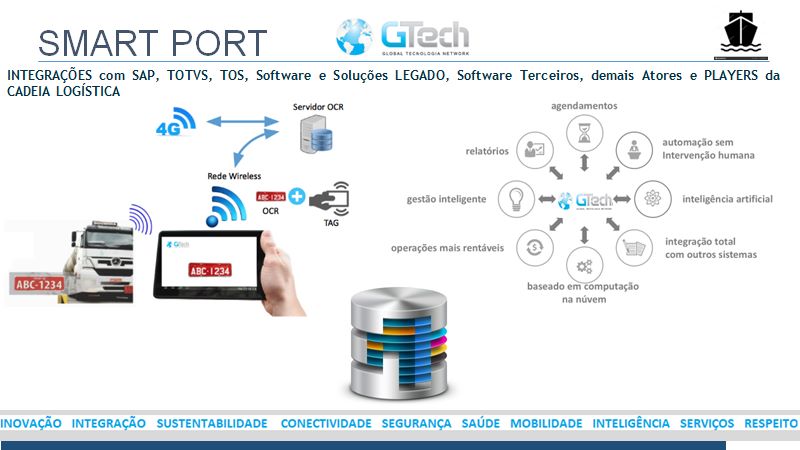 SMART PORT
GTech
GLOBAL TECNOLOGIA NETWORK
INTEGRAÇÕES com SAP, TOTVS, TOS, Software e Soluções LEGADO, Software Terceiros, demais Atores e PLAYERS da
CADEIA LOGÍSTICA
4G
Servidor OCR
Rede Wireless
ABC-1234
OCR
TAG
GTech
ABC-1234
ABC-1234
agendamentos
relatórios
automação sem
Intervenção humana
gestão inteligente
GTech
inteligência artificial
operações mais rentáveis
integração total
com outros sistemas
baseado em computação
na núvem
INOVAÇÃO INTEGRAÇÃO SUSTENTABILIDADE CONECTIVIDADE SEGURANÇA SAÚDE MOBILIDADE INTELIGÊNCIA SERVIÇOS RESPEITO